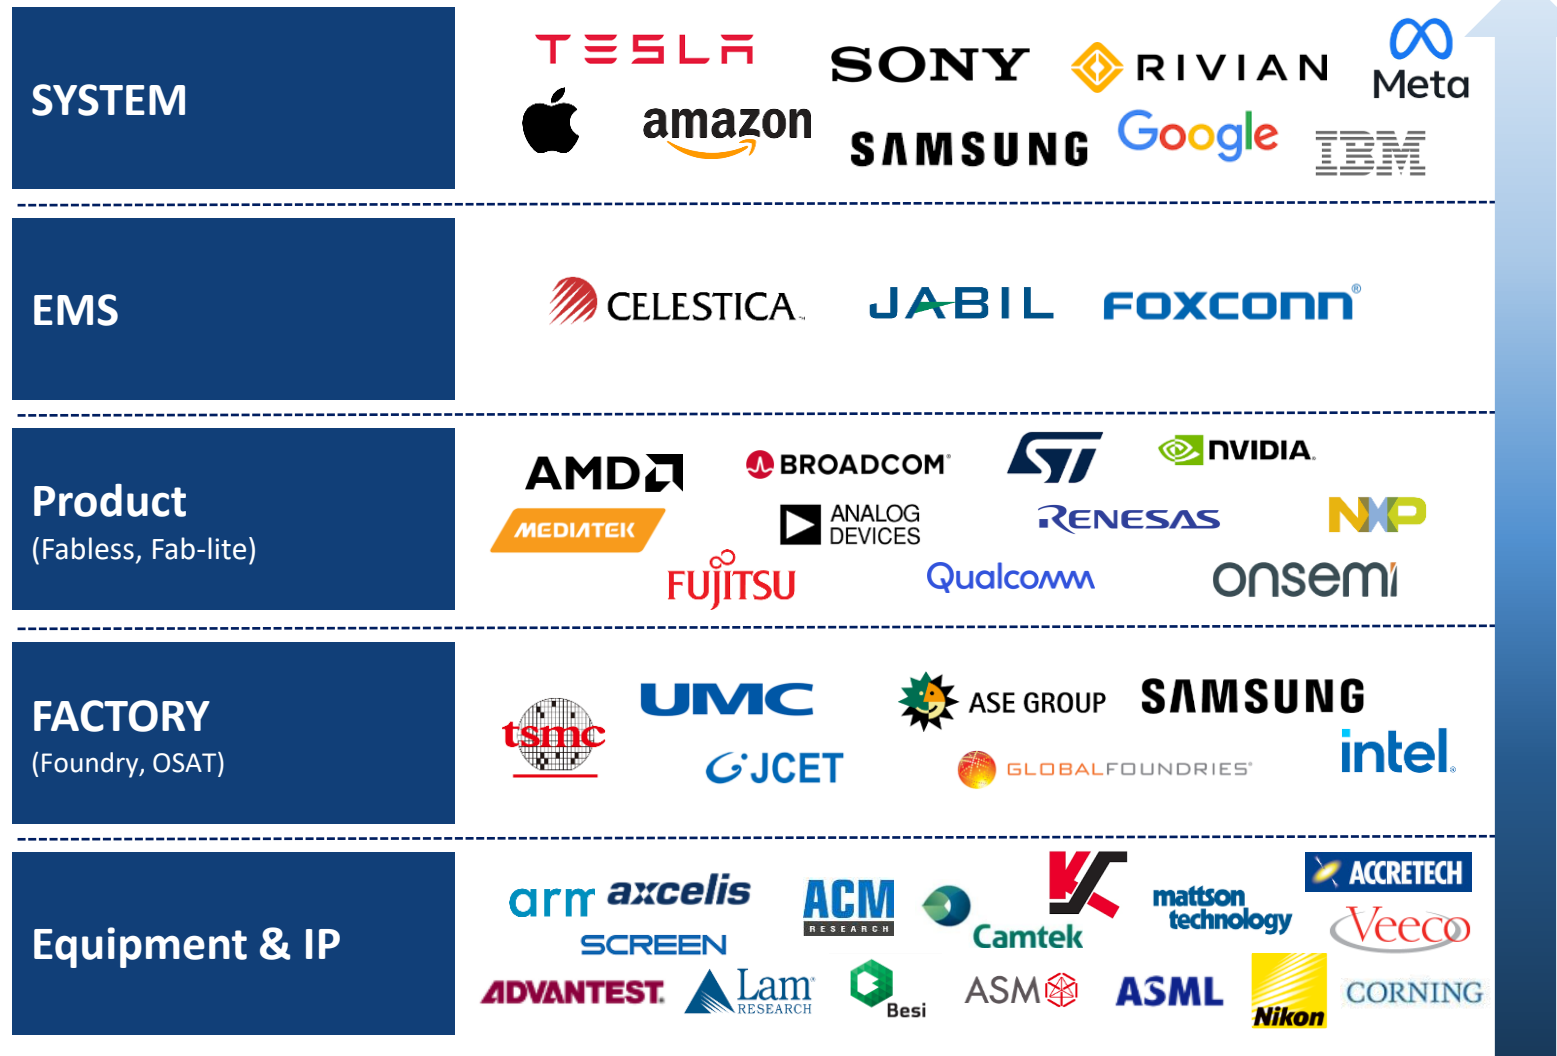 SYSTEM
TESLA
SONY
RIVIAN
Meta
amazon
SAMSUNG
Google
IBM
EMS
CELESTICA
JABIL
FOXCONN®
Product
(Fabless, Fab-lite)
AMD
BROADCOM®
ST
NVIDIA
MEDIATEK
ANALOG
DEVICES
RENESAS
NXP
FUJITSU
Qualcomm
onsemi
FACTORY
(Foundry, OSAT)
tsmc
UMC
ASE GROUP
SAMSUNG
JCET
GLOBALFOUNDRIES®
intel
Equipment & IP
arm
axcelis
ACM
RESEARCH
Camtek
mattson
technology
ACCRETECH
Veeco
SCREEN
ADVANTEST
Lam
RESEARCH
Besi
ASM
ASML
Nikon
CORNING